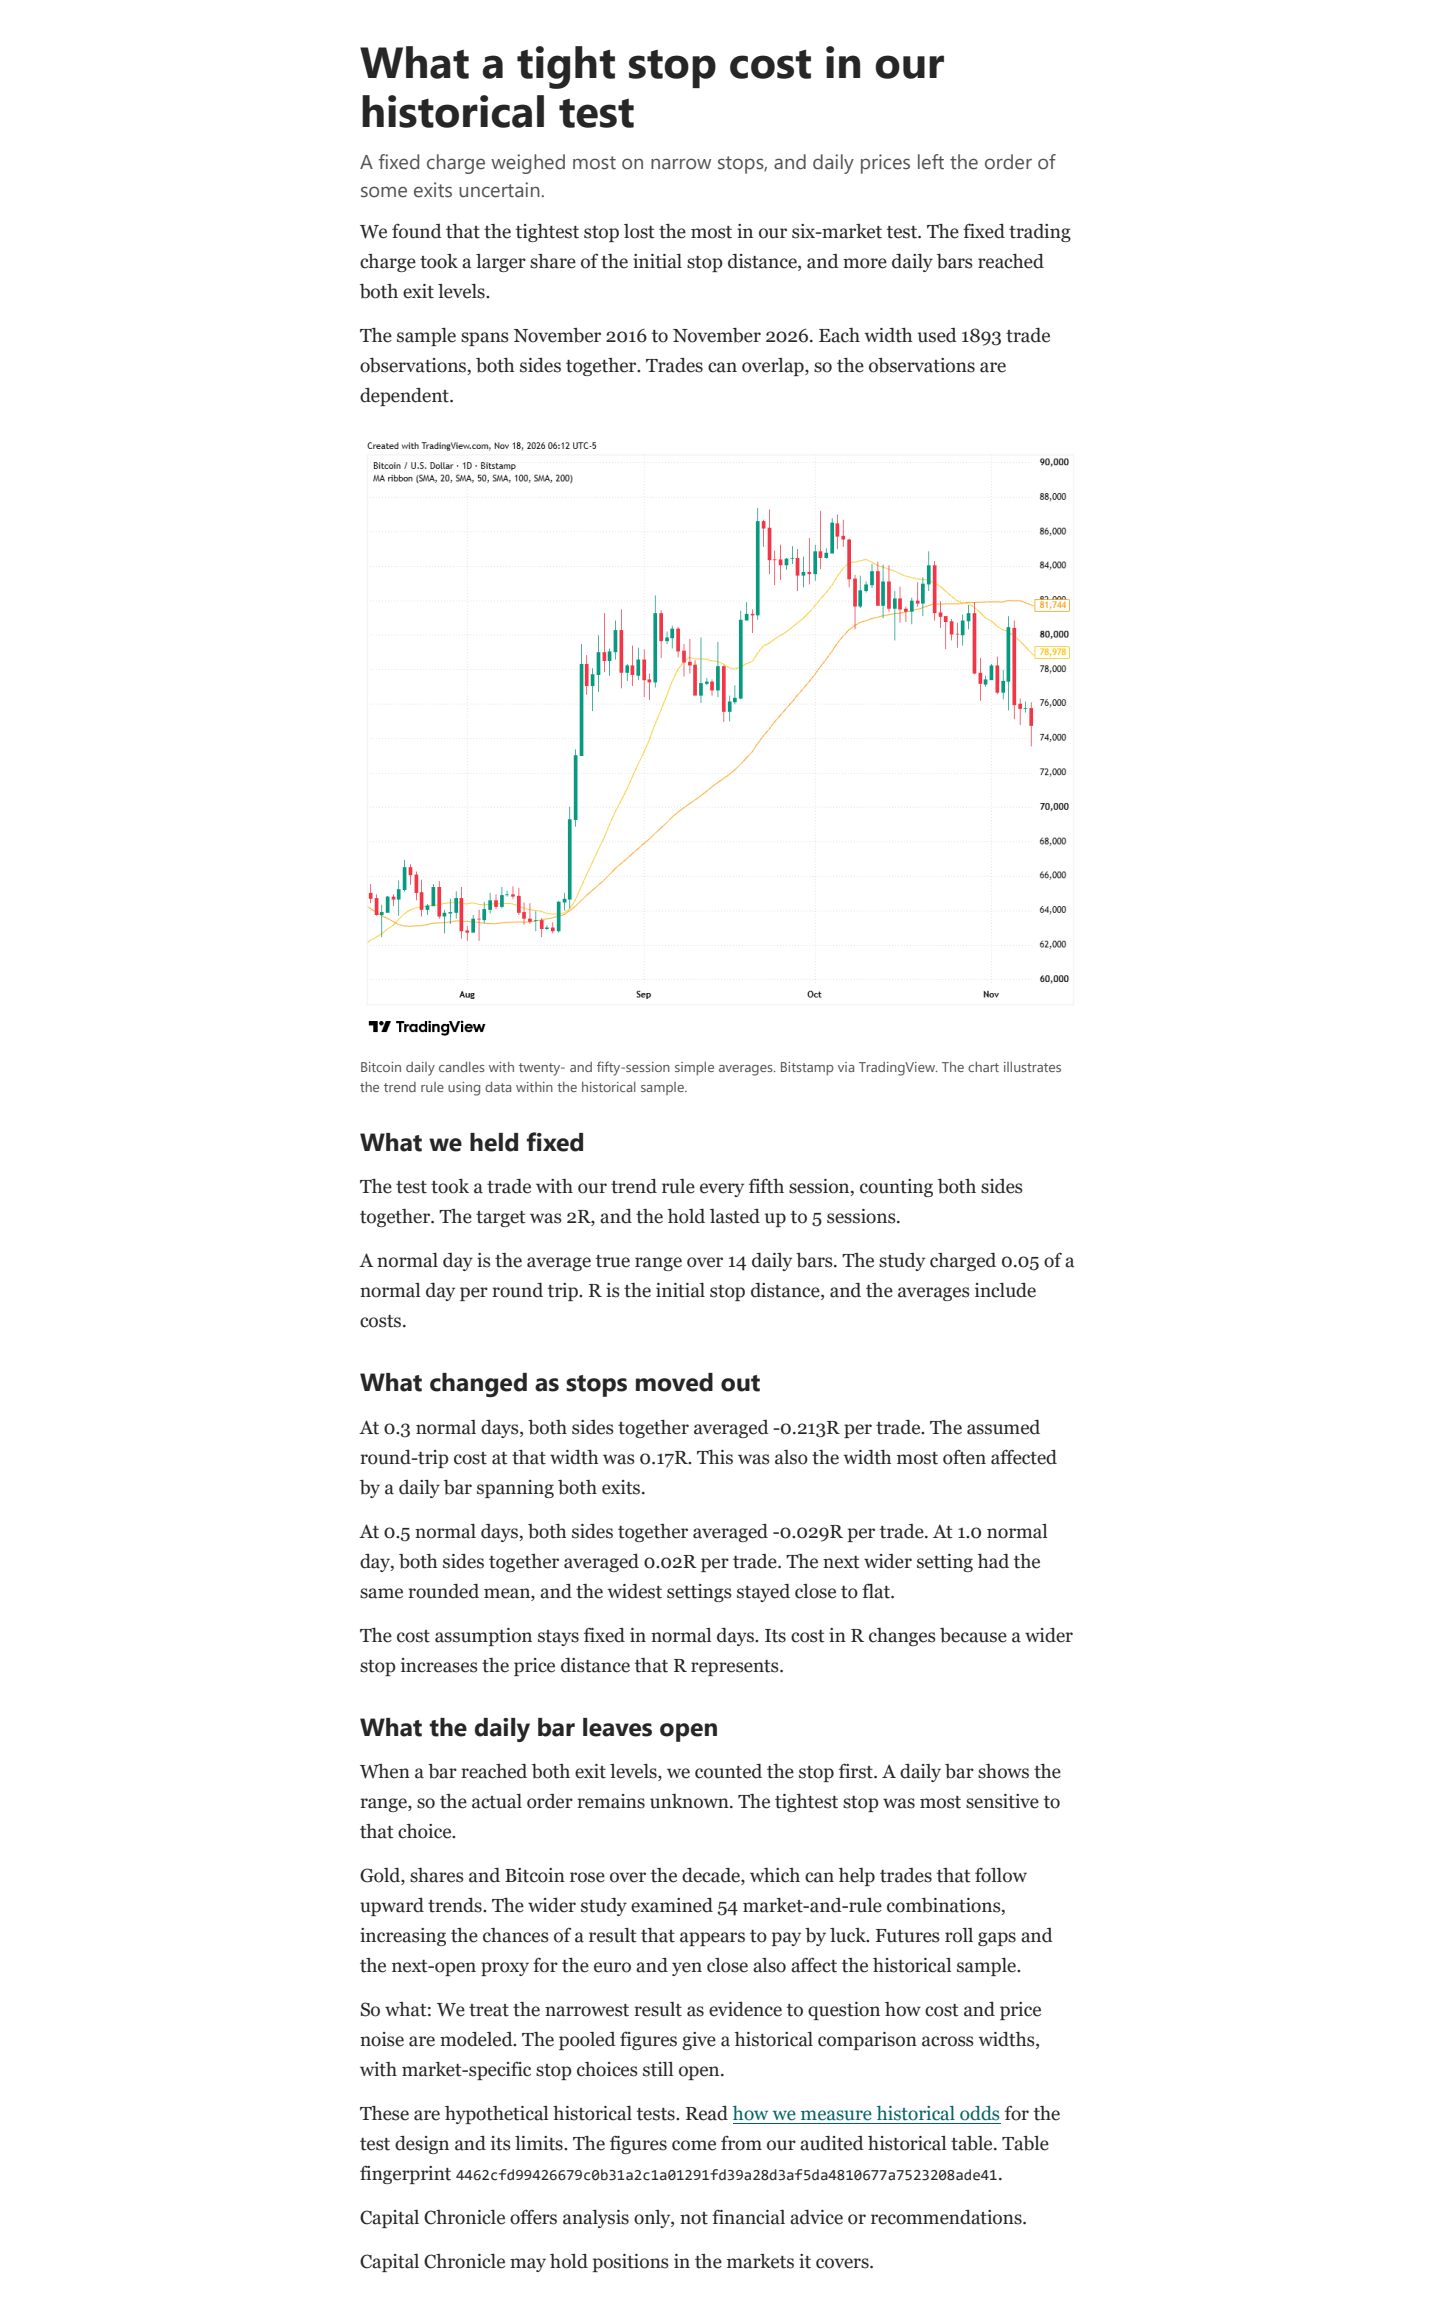 What a tight stop cost in our
historical test
A fixed charge weighed most on narrow stops, and daily prices left the order of
some exits uncertain.
We found that the tightest stop lost the most in our six-market test. The fixed trading
charge took a larger share of the initial stop distance, and more daily bars reached
both exit levels.
The sample spans November 2016 to November 2026. Each width used 1893 trade
observations, both sides together. Trades can overlap, so the observations are
dependent.
Created with TradingView.com, Nov 18, 2026 06:12 UTC-5
Bitcoin / U.S. Dollar · 1D · Bitstamp
MA ribbon (SMA, 20, SMA, 50, SMA, 100, SMA, 200)
90,000
88,000
86,000
84,000
81,744
80,000
78,978
78,000
76,000
74,000
72,000
70,000
68,000
66,000
64,000
62,000
60,000
Aug Sep Oct Nov
TradingView
Bitcoin daily candles with twenty- and fifty-session simple averages. Bitstamp via TradingView. The chart illustrates
the trend rule using data within the historical sample.
What we held fixed
The test took a trade with our trend rule every fifth session, counting both sides
together. The target was 2R, and the hold lasted up to 5 sessions.
A normal day is the average true range over 14 daily bars. The study charged 0.05 of a
normal day per round trip. R is the initial stop distance, and the averages include
costs.
What changed as stops moved out
At 0.3 normal days, both sides together averaged -0.213R per trade. The assumed
round-trip cost at that width was 0.17R. This was also the width most often affected
by a daily bar spanning both exits.
At 0.5 normal days, both sides together averaged -0.029R per trade. At 1.0 normal
day, both sides together averaged 0.02R per trade. The next wider setting had the
same rounded mean, and the widest settings stayed close to flat.
The cost assumption stays fixed in normal days. Its cost in R changes because a wider
stop increases the price distance that R represents.
What the daily bar leaves open
When a bar reached both exit levels, we counted the stop first. A daily bar shows the
range, so the actual order remains unknown. The tightest stop was most sensitive to
that choice.
Gold, shares and Bitcoin rose over the decade, which can help trades that follow
upward trends. The wider study examined 54 market-and-rule combinations,
increasing the chances of a result that appears to pay by luck. Futures roll gaps and
the next-open proxy for the euro and yen close also affect the historical sample.
So what: We treat the narrowest result as evidence to question how cost and price
noise are modeled. The pooled figures give a historical comparison across widths,
with market-specific stop choices still open.
These are hypothetical historical tests. Read how we measure historical odds for the
test design and its limits. The figures come from our audited historical table. Table
fingerprint 4462cfd99426679c0b31a2c1a01291fd39a28d3af5da4810677a7523208ade41.
Capital Chronicle offers analysis only, not financial advice or recommendations.
Capital Chronicle may hold positions in the markets it covers.